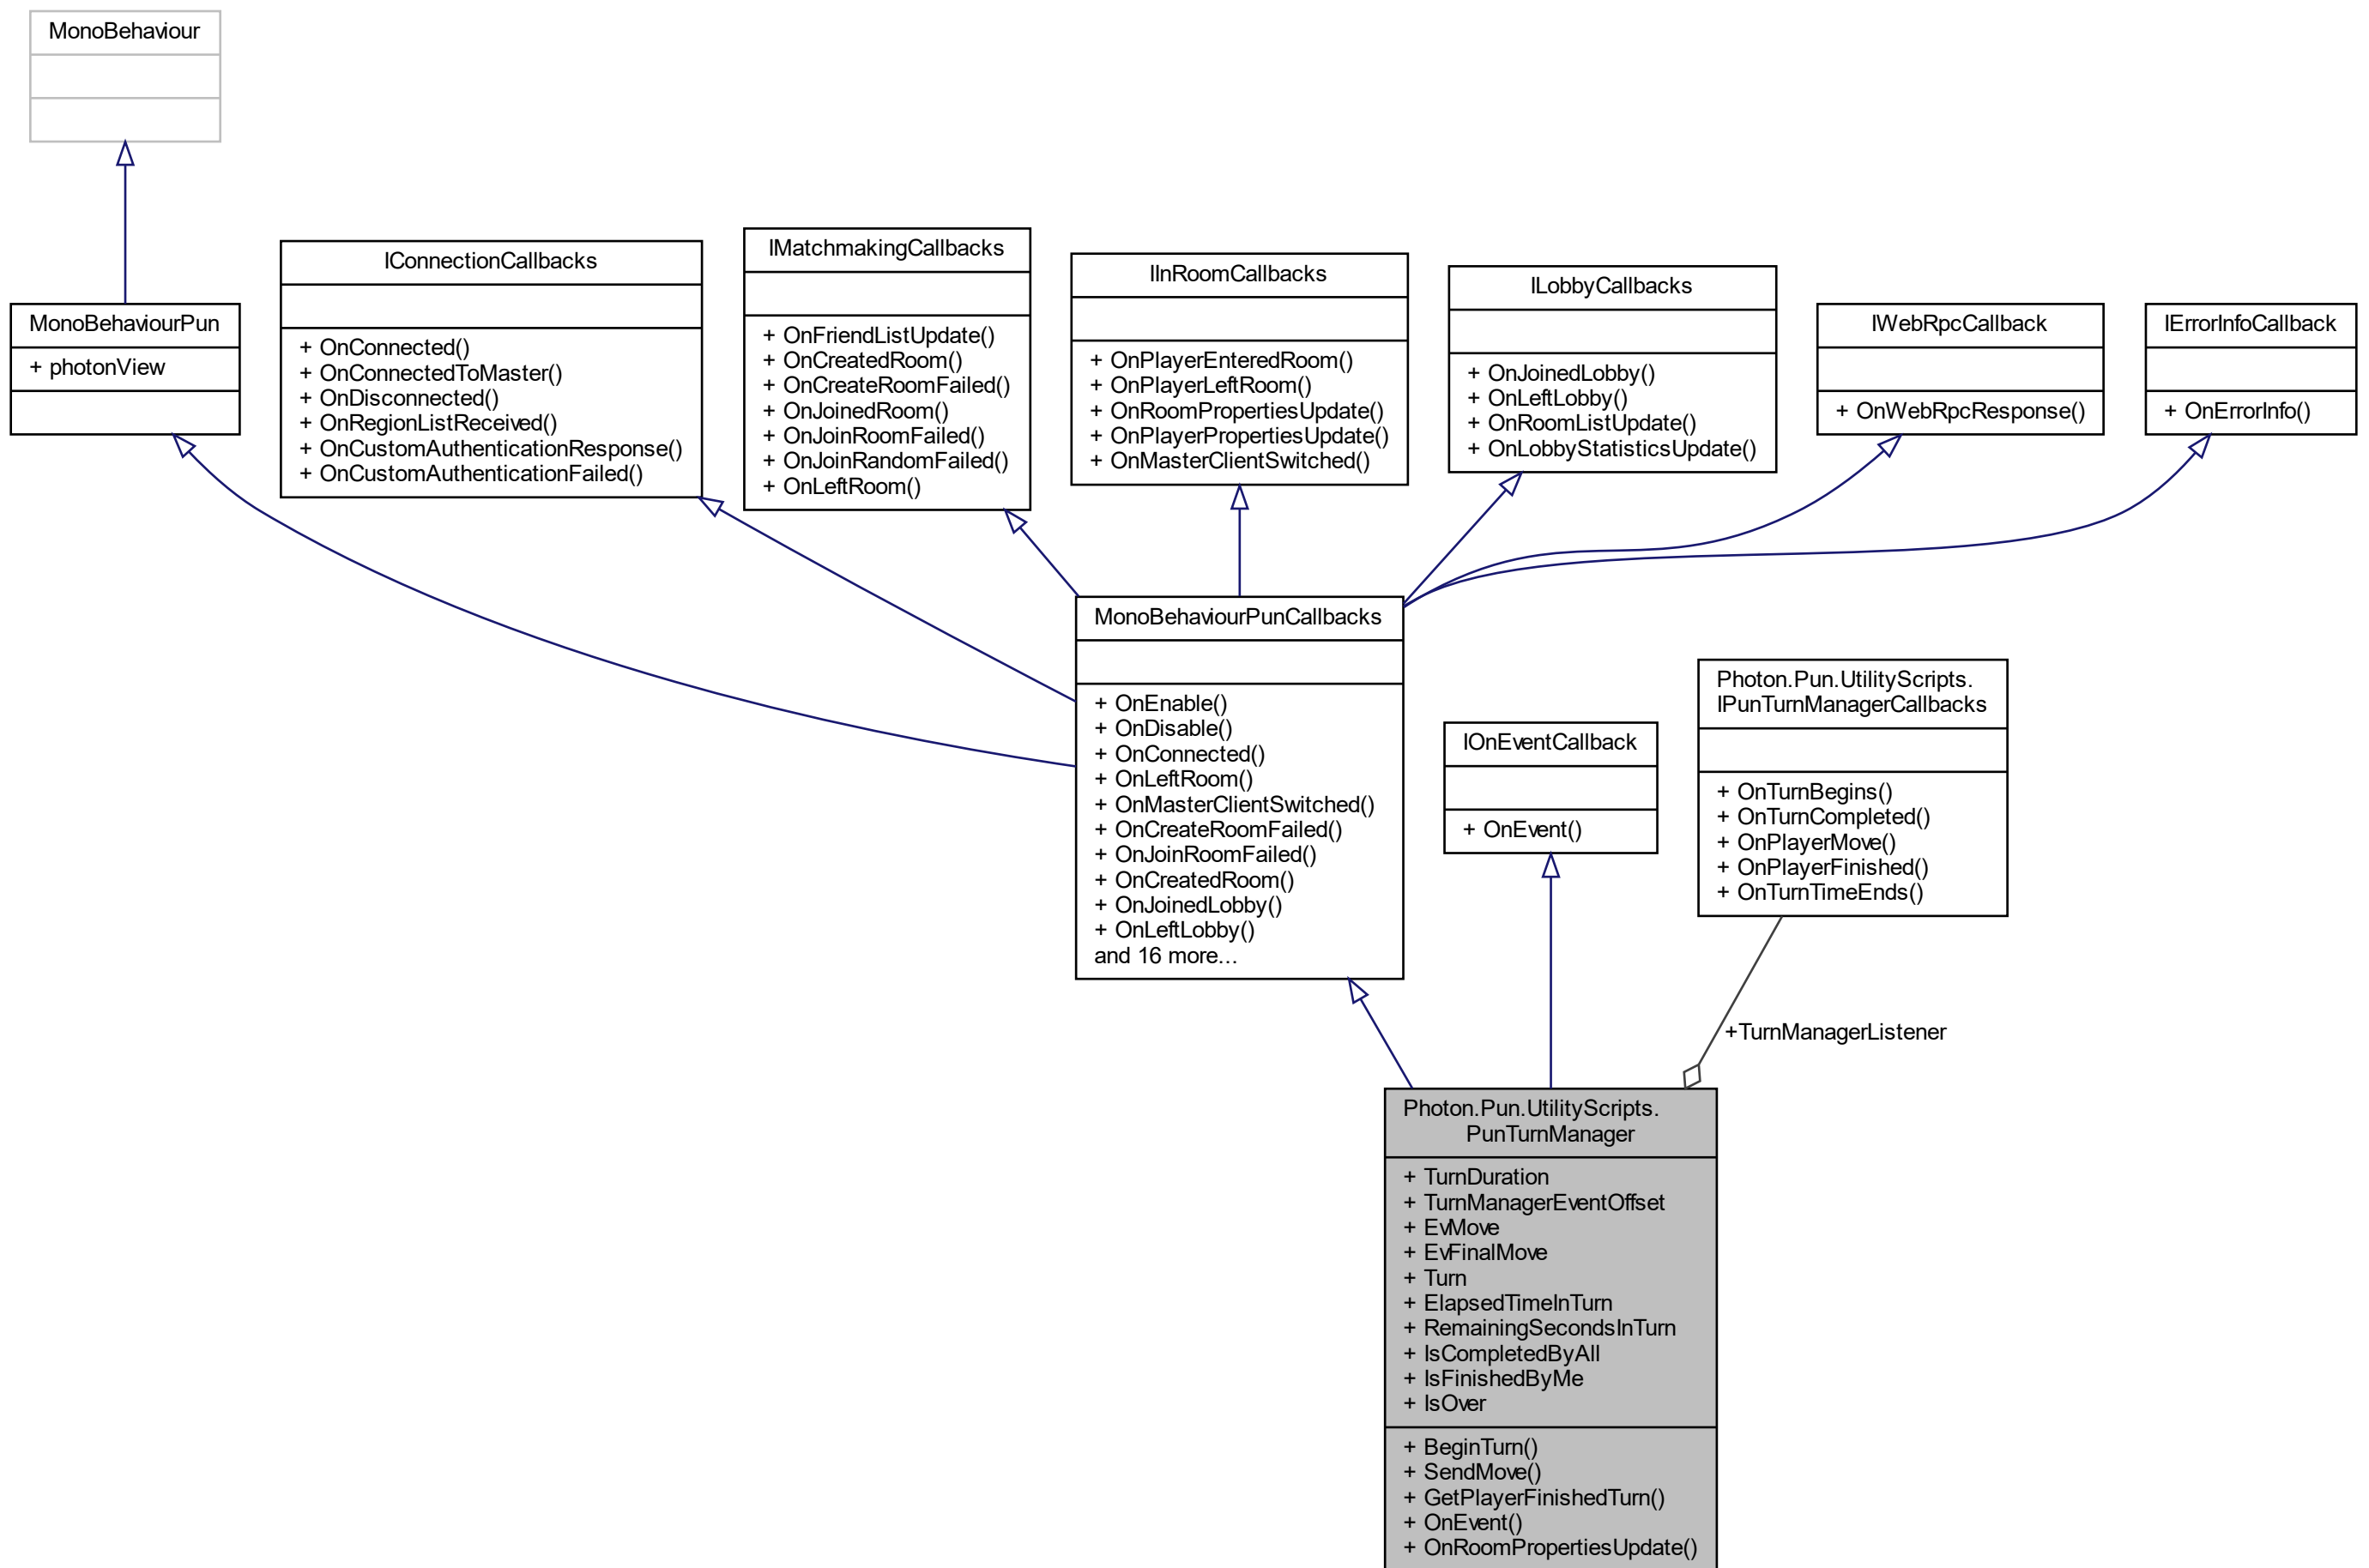 MonoBehaviour
MonoBehaviourPun
+ photonView
IConnectionCallbacks
+ OnConnected()
+ OnConnectedToMaster()
+ OnDisconnected()
+ OnRegionListReceived()
+ OnCustomAuthenticationResponse()
+ OnCustomAuthenticationFailed()
IMatchmakingCallbacks
+ OnFriendListUpdate()
+ OnCreatedRoom()
+ OnCreateRoomFailed()
+ OnJoinedRoom()
+ OnJoinRoomFailed()
+ OnJoinRandomFailed()
+ OnLeftRoom()
IInRoomCallbacks
+ OnPlayerEnteredRoom()
+ OnPlayerLeftRoom()
+ OnRoomPropertiesUpdate()
+ OnPlayerPropertiesUpdate()
+ OnMasterClientSwitched()
ILobbyCallbacks
+ OnJoinedLobby()
+ OnLeftLobby()
+ OnRoomListUpdate()
+ OnLobbyStatisticsUpdate()
IWebRpcCallback
+ OnWebRpcResponse()
IErrorInfoCallback
+ OnErrorInfo()
MonoBehaviourPunCallbacks
+ OnEnable()
+ OnDisable()
+ OnConnected()
+ OnLeftRoom()
+ OnMasterClientSwitched()
+ OnCreateRoomFailed()
+ OnJoinRoomFailed()
+ OnCreatedRoom()
+ OnJoinedLobby()
+ OnLeftLobby()
and 16 more...
IOnEventCallback
+ OnEvent()
Photon.Pun.UtilityScripts.
IPunTurnManagerCallbacks
+ OnTurnBegins()
+ OnTurnCompleted()
+ OnPlayerMove()
+ OnPlayerFinished()
+ OnTurnTimeEnds()
+TurnManagerListener
Photon.Pun.UtilityScripts.
PunTurnManager
+ TurnDuration
+ TurnManagerEventOffset
+ EvMove
+ EvFinalMove
+ Turn
+ ElapsedTimeInTurn
+ RemainingSecondsInTurn
+ IsCompletedByAll
+ IsFinishedByMe
+ IsOver
+ BeginTurn()
+ SendMove()
+ GetPlayerFinishedTurn()
+ OnEvent()
+ OnRoomPropertiesUpdate()